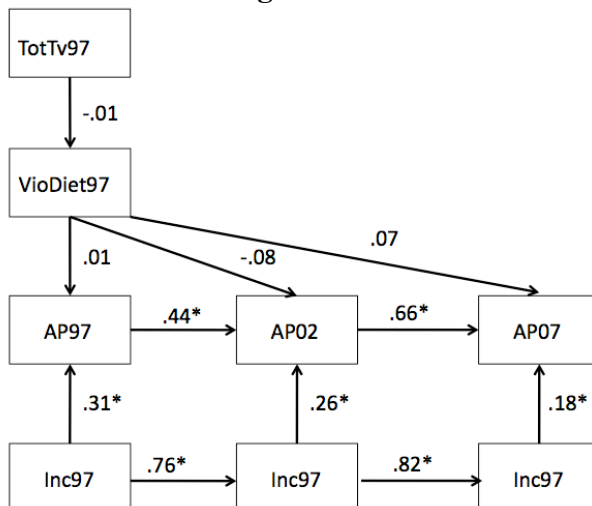 TotTv97
-.01
VioDiet97
.01
-.08
.07
AP97
.44*
AP02
.66*
AP07
.31*
.26*
.18*
Inc97
.76*
Inc97
.82*
Inc97